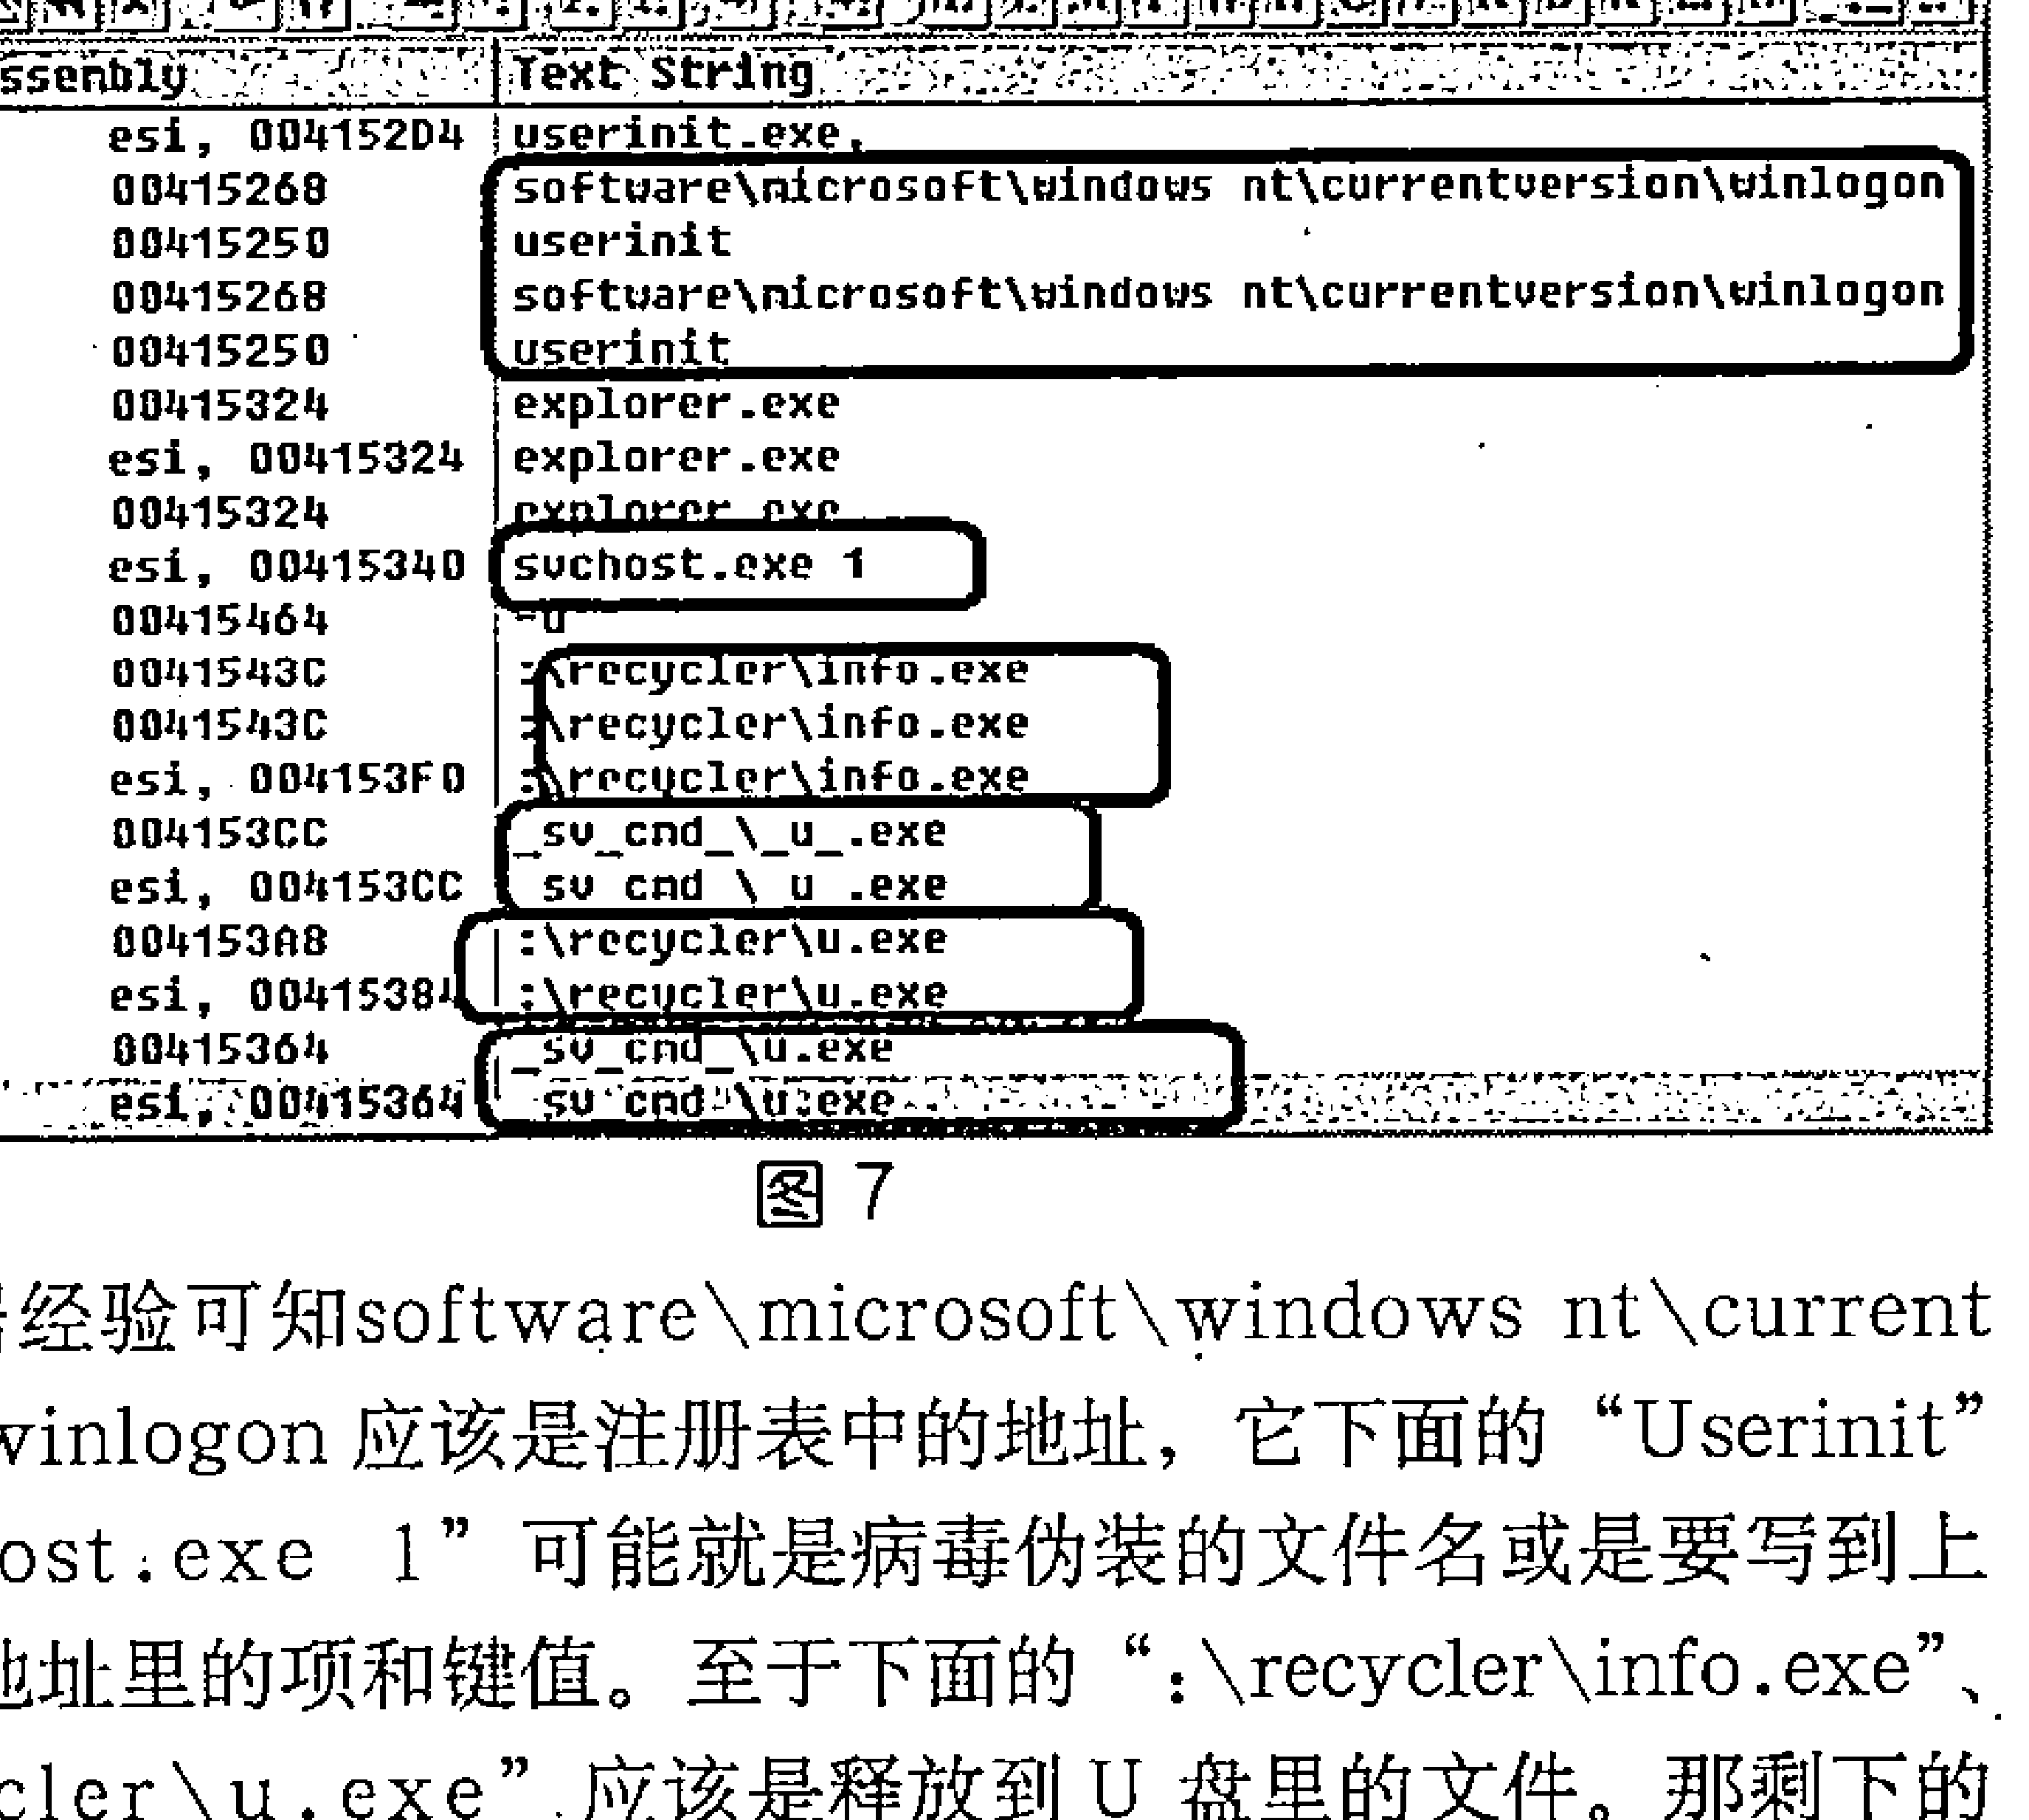 ssembly Text String
esi, 004152D4 userinit.exe,
00415268 software\microsoft\windows nt\currentversion\winlogon
00415250 userinit
00415268 software\microsoft\windows nt\currentversion\winlogon
00415250 userinit
00415324 explorer.exe
esi, 00415324 explorer.exe
00415324 explorer.exe
esi, 00415340 svchost.exe 1
00415464 -u
0041543C :\recycler\info.exe
0041543C :\recycler\info.exe
esi, 004153F0 :\recycler\info.exe
004153CC _sv_cmd_\_u_.exe
esi, 004153CC _sv_cmd_\_u_.exe
004153A8 :\recycler\u.exe
esi, 00415384 :\recycler\u.exe
00415364 _sv_cmd_\u.exe
esi, 00415364 _sv_cmd_\u.exe
图 7
经验可知software\microsoft\windows nt\current
winlogon 应该是注册表中的地址，它下面的“Userinit”
ost.exe 1”可能就是病毒伪装的文件名或是要写到上
地址里的项和键值。至于下面的“:\recycler\info.exe”、
cler\u.exe”应该是释放到 U 盘里的文件。那剩下的